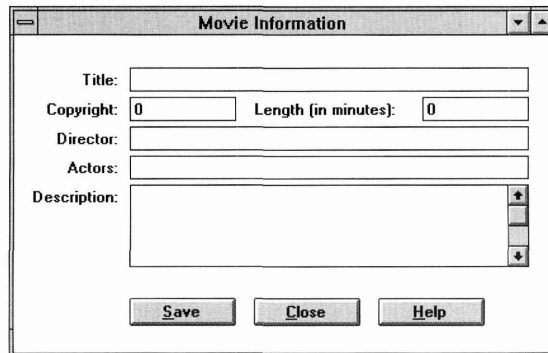 Movie Information
Title:
Copyright: 0 Length (in minutes): 0
Director:
Actors:
Description:
Save Close Help